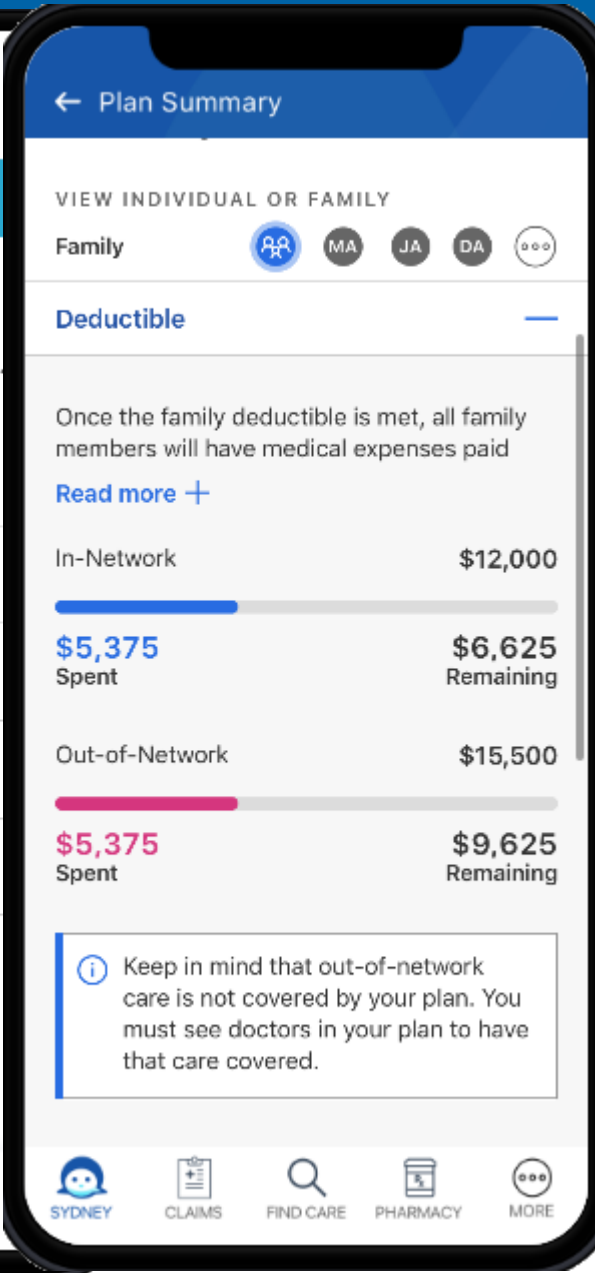 ← Plan Summary
VIEW INDIVIDUAL OR FAMILY
Family MA JA DA
Deductible
Once the family deductible is met, all family
members will have medical expenses paid
Read more +
In-Network $12,000
$5,375 $6,625
Spent Remaining
Out-of-Network $15,500
$5,375 $9,625
Spent Remaining
Keep in mind that out-of-network
care is not covered by your plan. You
must see doctors in your plan to have
that care covered.
SYDNEY CLAIMS FIND CARE PHARMACY MORE